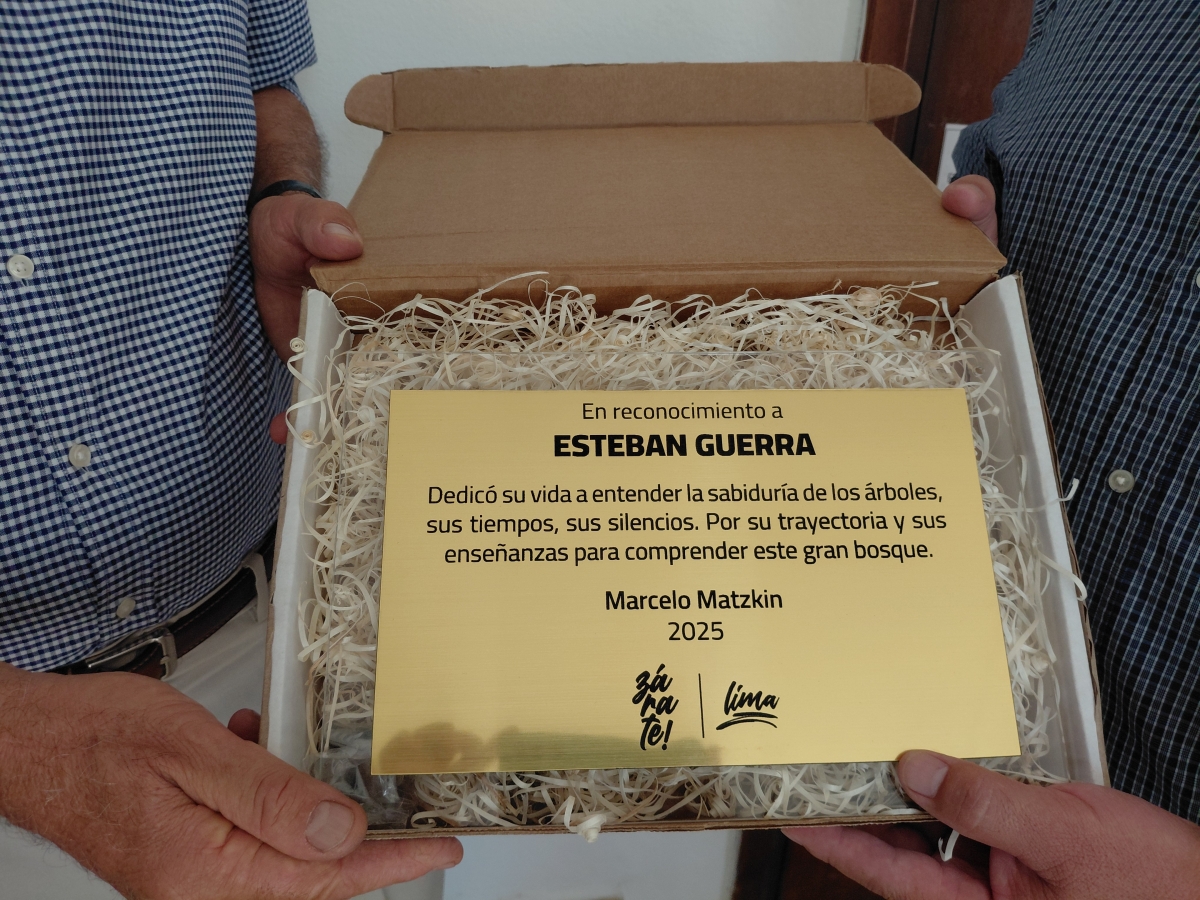 En reconocimiento a
ESTEBAN GUERRA
Dedicó su vida a entender la sabiduría de los árboles,
sus tiempos, sus silencios. Por su trayectoria y sus
enseñanzas para comprender este gran bosque.
Marcelo Matzkin
2025
zá
ra
te!
lima